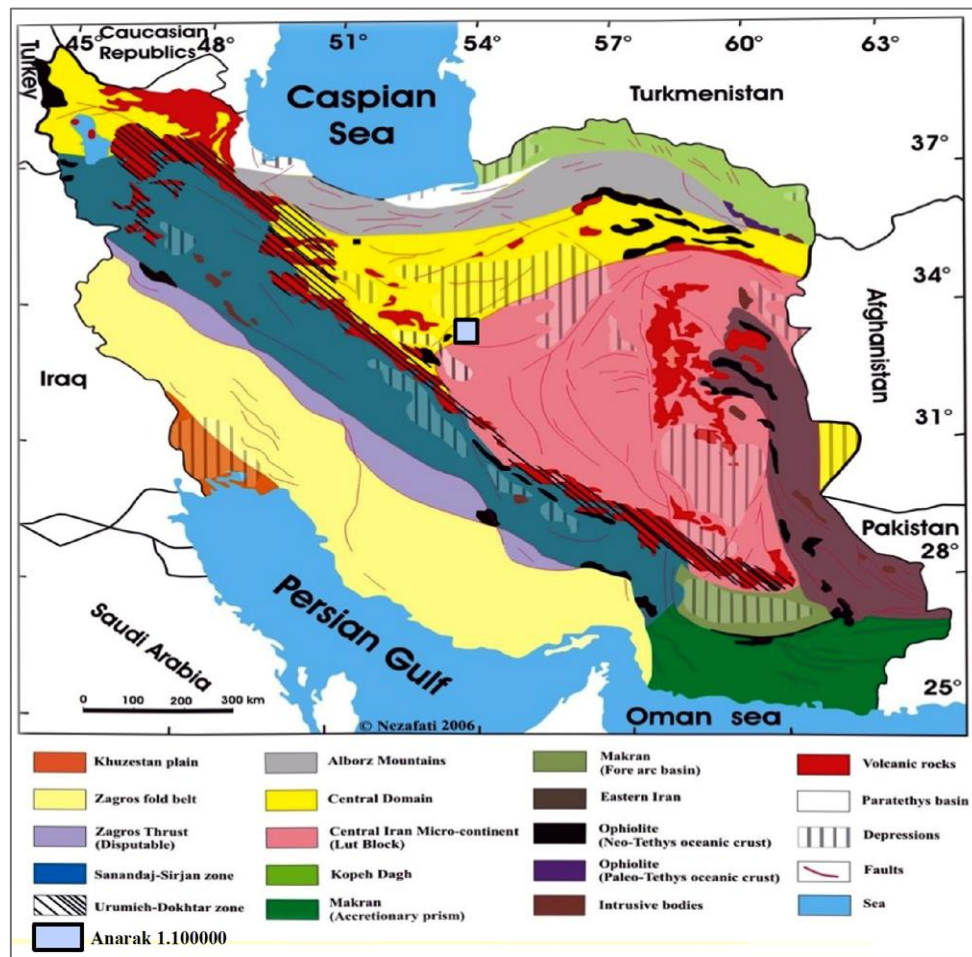 45°
48°
51°
54°
57°
60°
63°
Caucasian
Republics
Turkey
Caspian
Sea
Turkmenistan
37°
34°
Afghanistan
Iraq
31°
Pakistan
28°
Saudi Arabia
Persian Gulf
25°
0 100 200 300 km
© Nezafati 2006
Oman sea
Khuzestan plain
Alborz Mountains
Makran
(Fore arc basin)
Volcanic rocks
Zagros fold belt
Central Domain
Eastern Iran
Paratethys basin
Zagros Thrust
(Disputable)
Central Iran Micro-continent
(Lut Block)
Ophiolite
(Neo-Tethys oceanic crust)
Depressions
Sanandaj-Sirjan zone
Kopeh Dagh
Ophiolite
(Paleo-Tethys oceanic crust)
Faults
Urumieh-Dokhtar zone
Makran
(Accretionary prism)
Intrusive bodies
Sea
Anarak 1.100000